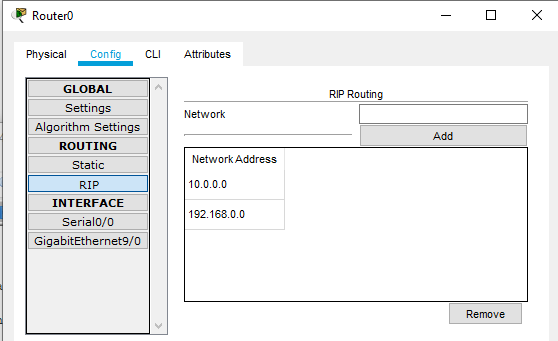 Router0
Physical Config CLI Attributes
GLOBAL
Settings
Algorithm Settings
ROUTING
Static
RIP
INTERFACE
Serial0/0
GigabitEthernet9/0
RIP Routing
Network
Add
Network Address
10.0.0.0
192.168.0.0
Remove